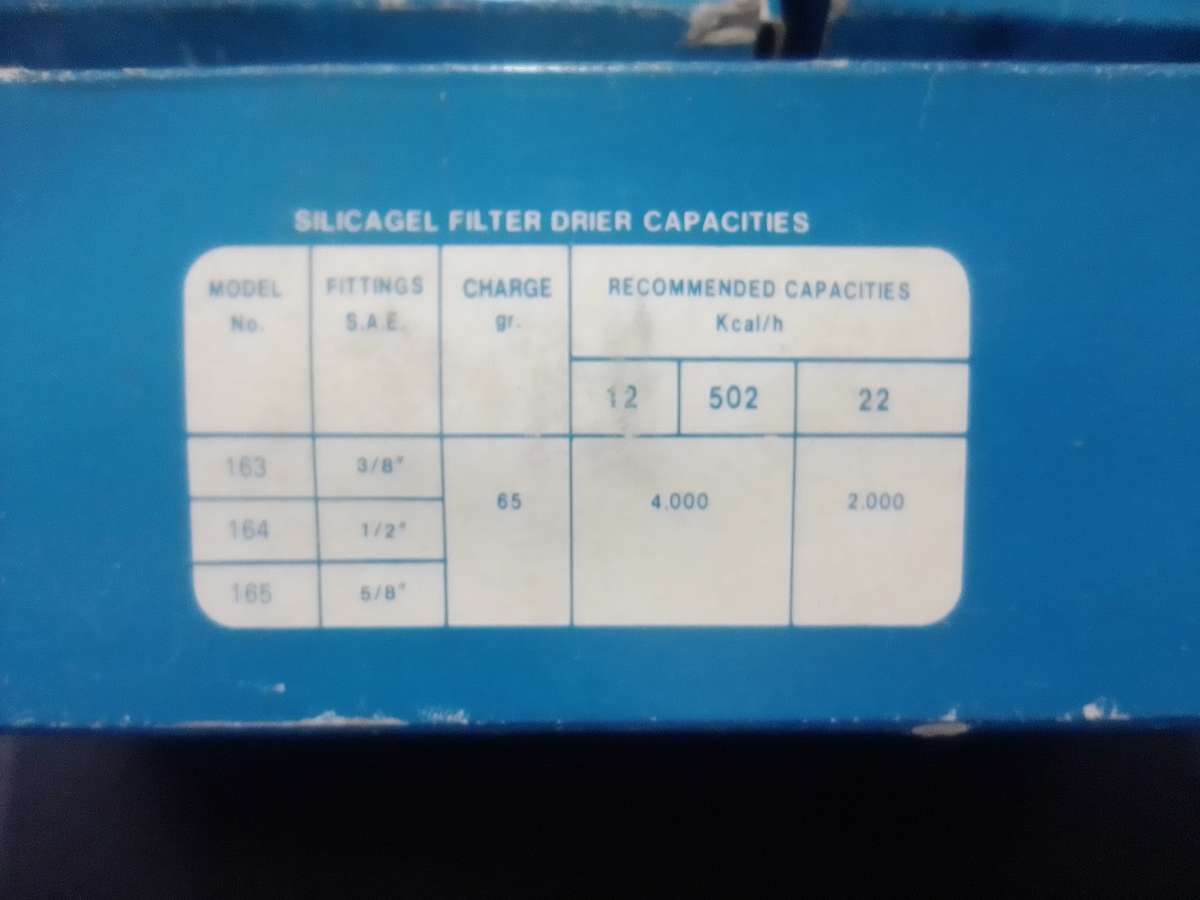 SILICAGEL FILTER DRIER CAPACITIES
MODEL No.
FITTINGS S.A.E.
CHARGE gr.
RECOMMENDED CAPACITIES
Kcal/h
12 502 22
163 3/8"
65 4.000 2.000
164 1/2"
165 5/8"